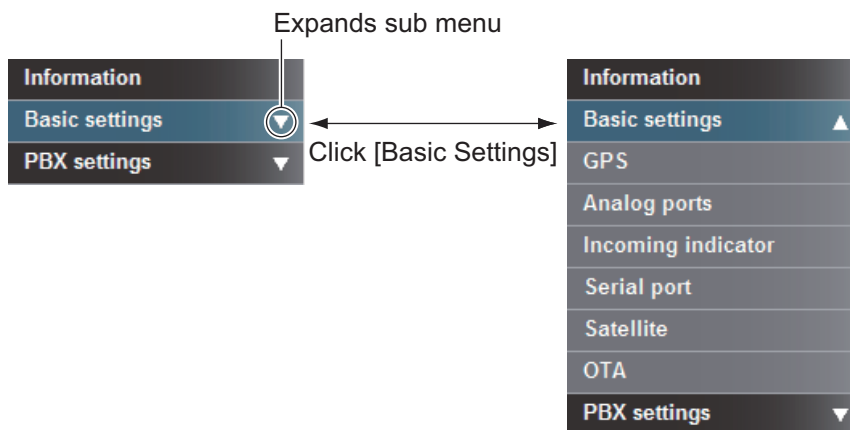 Expands sub menu
Information
Basic settings ▼
PBX settings ▼
Click [Basic Settings]
Information
Basic settings ▲
GPS
Analog ports
Incoming indicator
Serial port
Satellite
OTA
PBX settings ▼